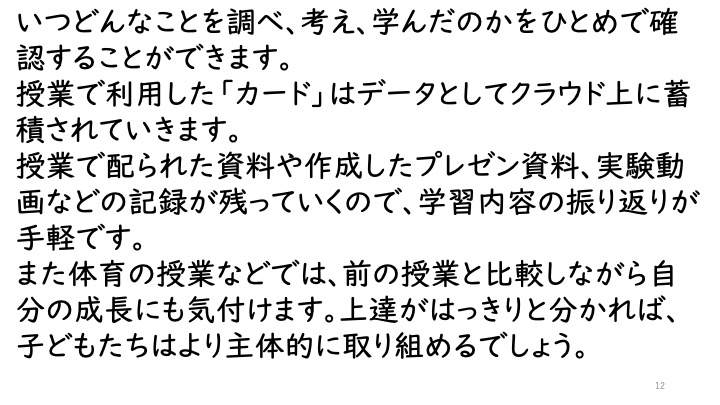 いつどんなことを調べ、考え、学んだのかをひとめで確
認することができます。
授業で利用した「カード」はデータとしてクラウド上に蓄
積されていきます。
授業で配られた資料や作成したプレゼン資料、実験動
画などの記録が残っていくので、学習内容の振り返りが
手軽です。
また体育の授業などでは、前の授業と比較しながら自
分の成長にも気付けます。上達がはっきりと分かれば、
子どもたちはより主体的に取り組めるでしょう。
12